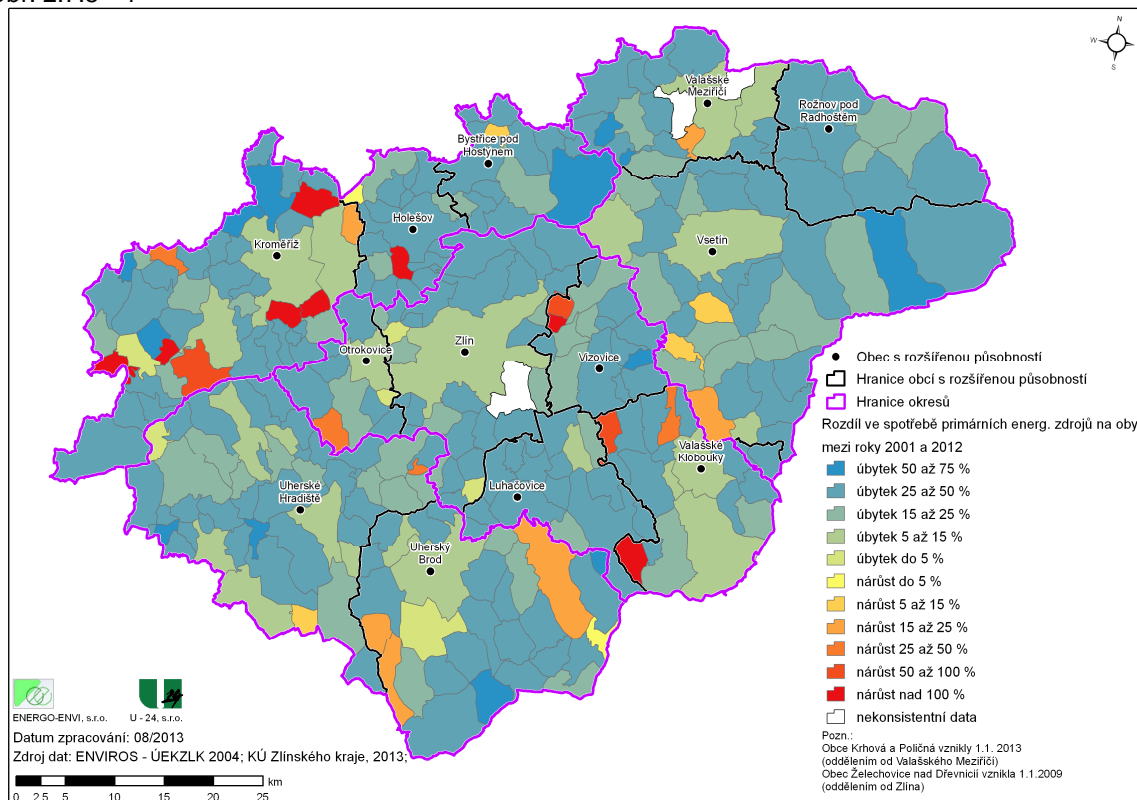 N
W
S
Valašské
Meziříčí
Rožnov pod
Radhoštěm
Bystřice pod
Hostýnem
Holešov
Kroměříž
Vsetín
Zlín
Otrokovice
Vizovice
Valašské
Klobouky
Luhačovice
Uherské
Hradiště
Uherský
Brod
Obec s rozšířenou působností
Hranice obcí s rozšířenou působností
Hranice okresů
Rozdíl ve spotřebě primárních energ. zdrojů na oby
mezi roky 2001 a 2012
úbytek 50 až 75 %
úbytek 25 až 50 %
úbytek 15 až 25 %
úbytek 5 až 15 %
úbytek do 5 %
nárůst do 5 %
nárůst 5 až 15 %
nárůst 15 až 25 %
nárůst 25 až 50 %
nárůst 50 až 100 %
nárůst nad 100 %
nekonsistentní data
Pozn.:
Obce Krhová a Poličná vznikly 1.1. 2013
(oddělením od Valašského Meziříčí)
Obec Želechovice nad Dřevnicií vznikla 1.1.2009
(oddělením od Zlína)
ENERGO-ENVI, s.r.o. U - 24, s.r.o.
Datum zpracování: 08/2013
Zdroj dat: ENVIROS - ÚEKZLK 2004; KÚ Zlínského kraje, 2013;
km
0 2,5 5 10 15 20 25